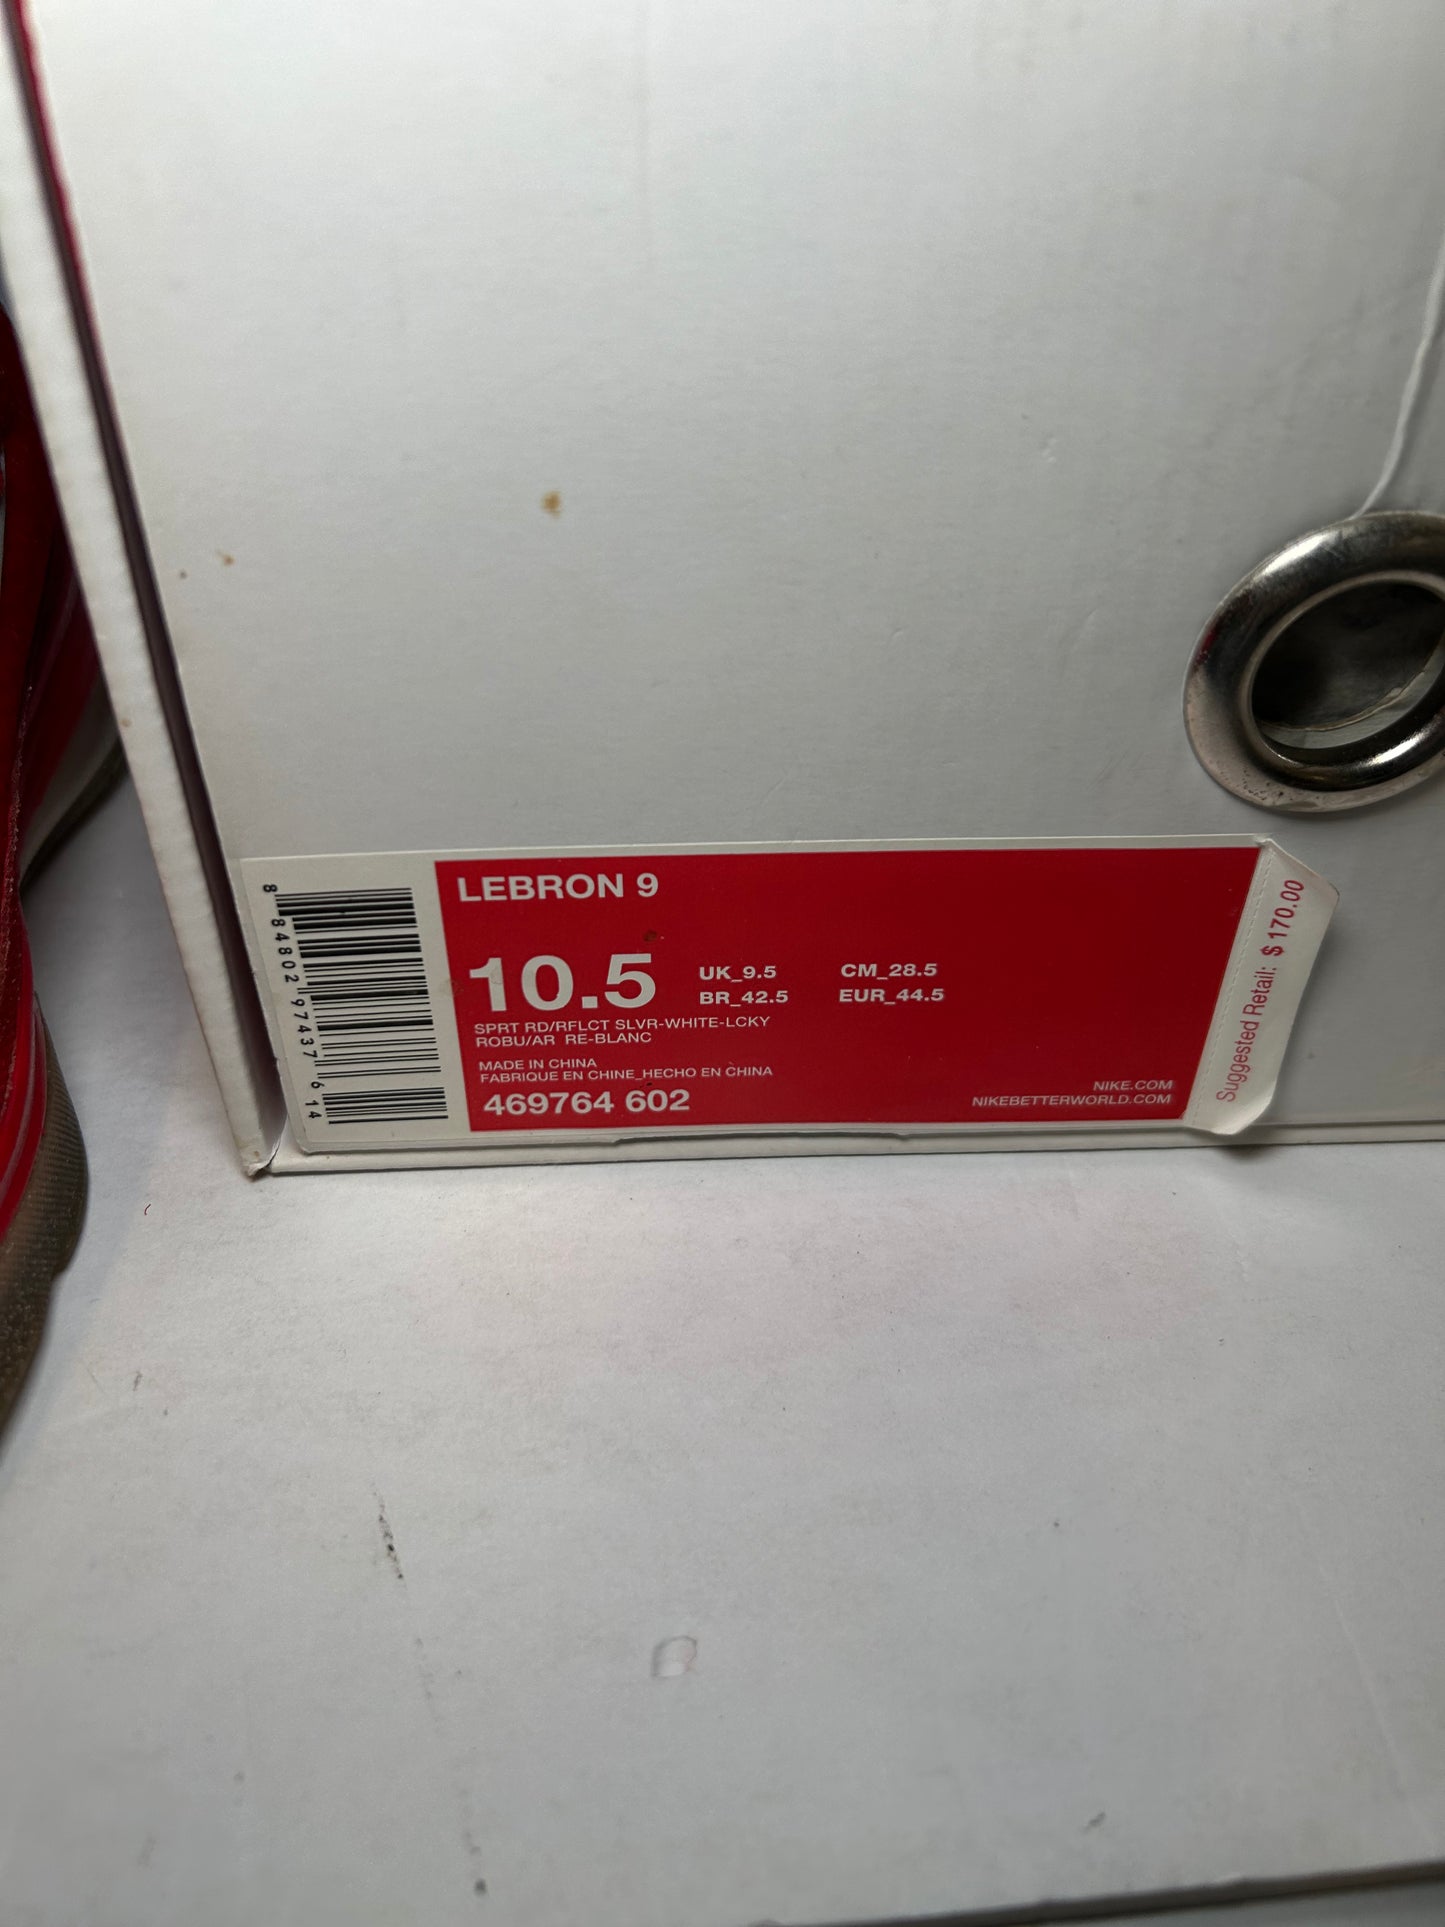 LEBRON 9
10.5
UK_9.5 CM_28.5
BR_42.5 EUR_44.5
SPRT RD/RFLCT SLVR-WHITE-LCKY
ROBU/AR RE-BLANC
MADE IN CHINA
FABRIQUE EN CHINE_HECHO EN CHINA
469764 602
NIKE.COM
NIKEBETTERWORLD.COM
Suggested Retail: $ 170.00
8 84802 97437 6 14